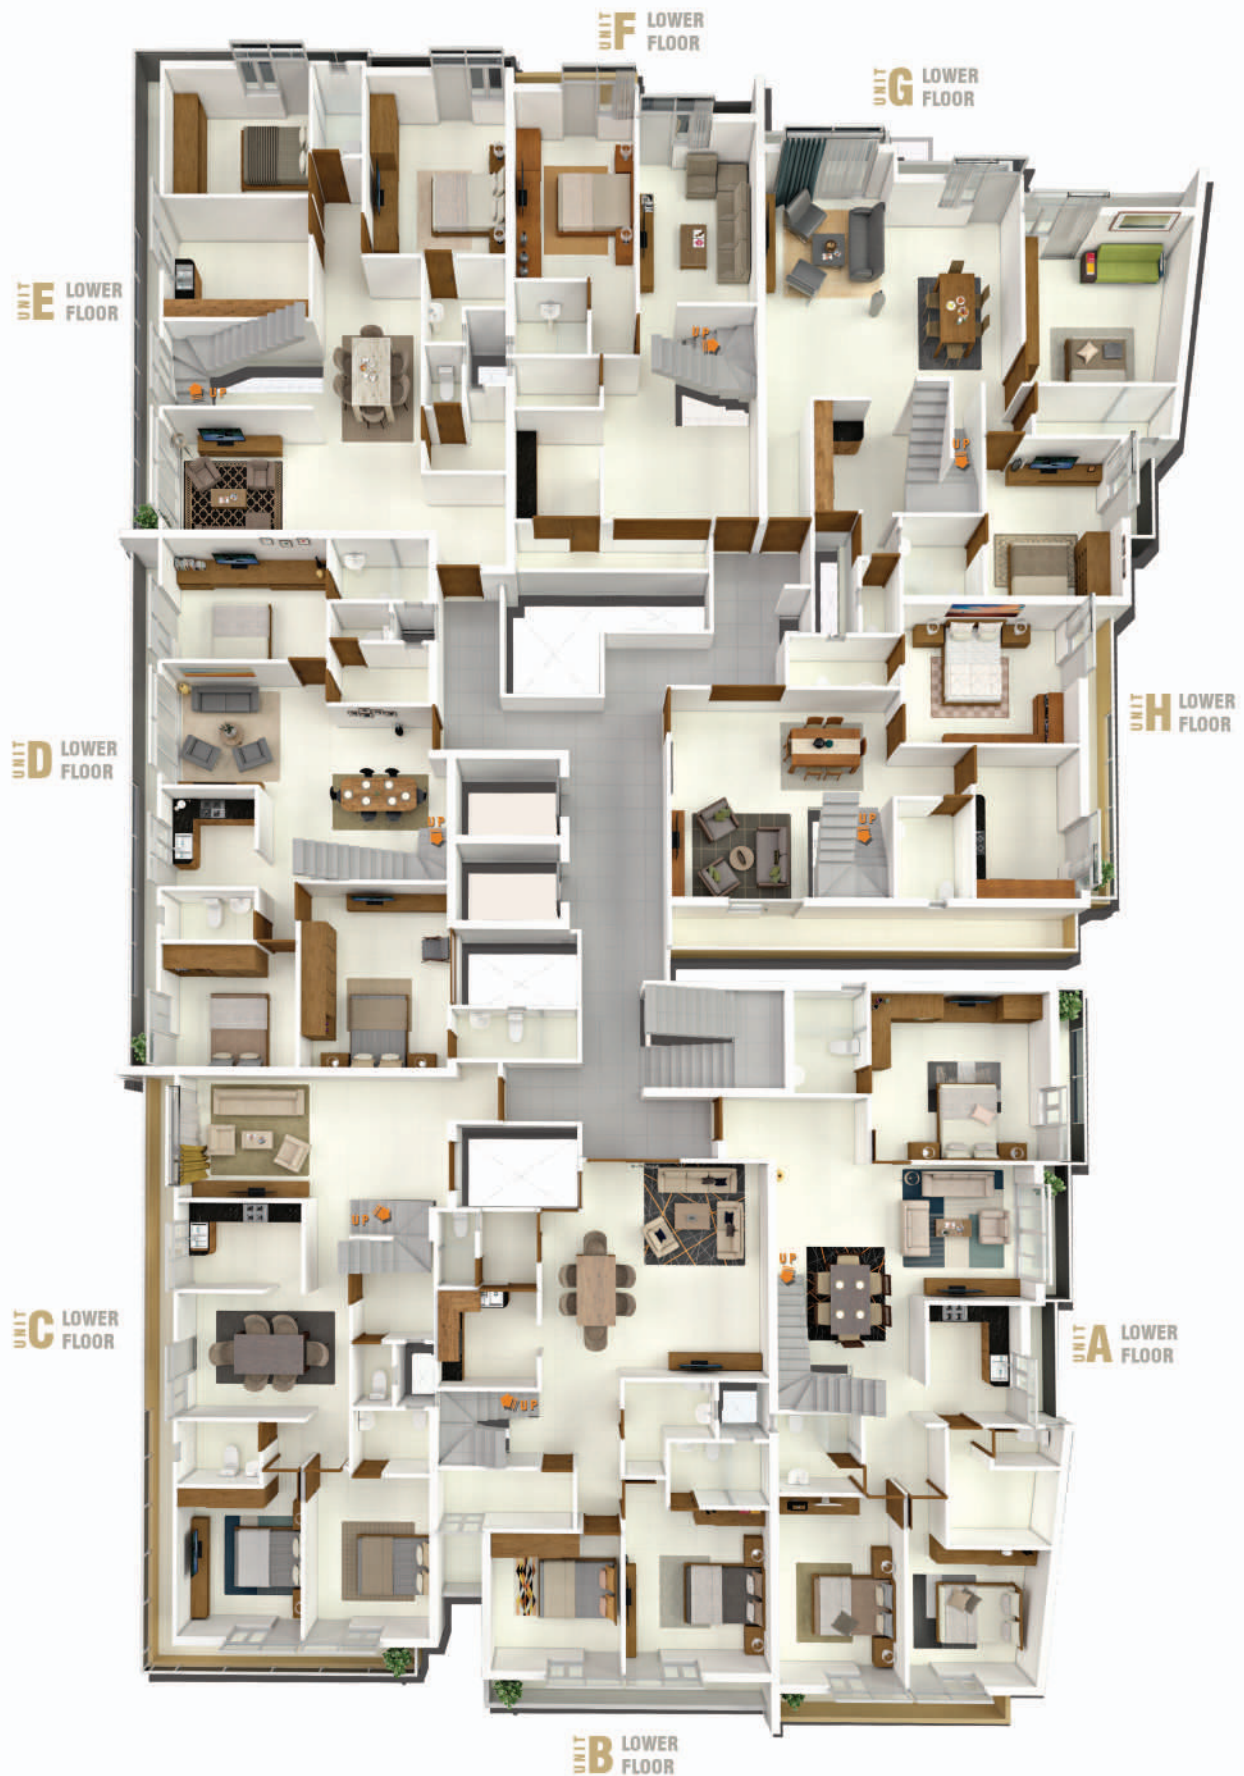 UNIT F LOWER
FLOOR
UNIT G LOWER
FLOOR
UNIT E LOWER
FLOOR
UP
UP
UP
UNIT H LOWER
FLOOR
UNIT D LOWER
FLOOR
UP
UP
UP
UP
UNIT C LOWER
FLOOR
UNIT A LOWER
FLOOR
UP
UNIT B LOWER
FLOOR